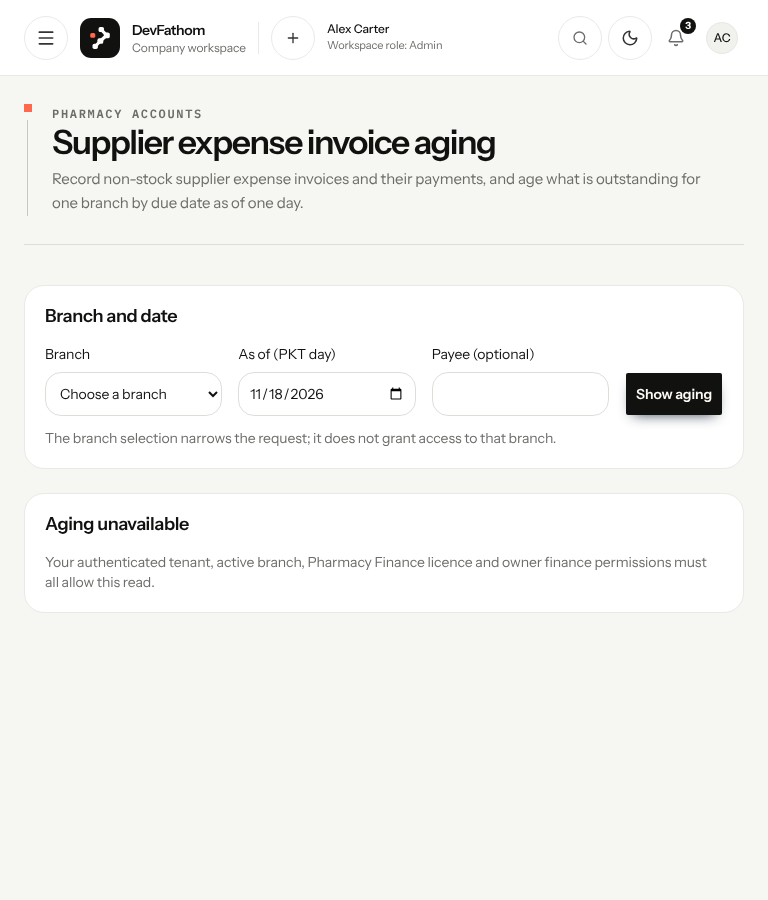 DevFathom
Company workspace
Alex Carter
Workspace role: Admin
3
AC
PHARMACY ACCOUNTS
Supplier expense invoice aging
Record non-stock supplier expense invoices and their payments, and age what is outstanding for
one branch by due date as of one day.
Branch and date
Branch
As of (PKT day)
Payee (optional)
Choose a branch
11/18/2026
Show aging
The branch selection narrows the request; it does not grant access to that branch.
Aging unavailable
Your authenticated tenant, active branch, Pharmacy Finance licence and owner finance permissions must
all allow this read.